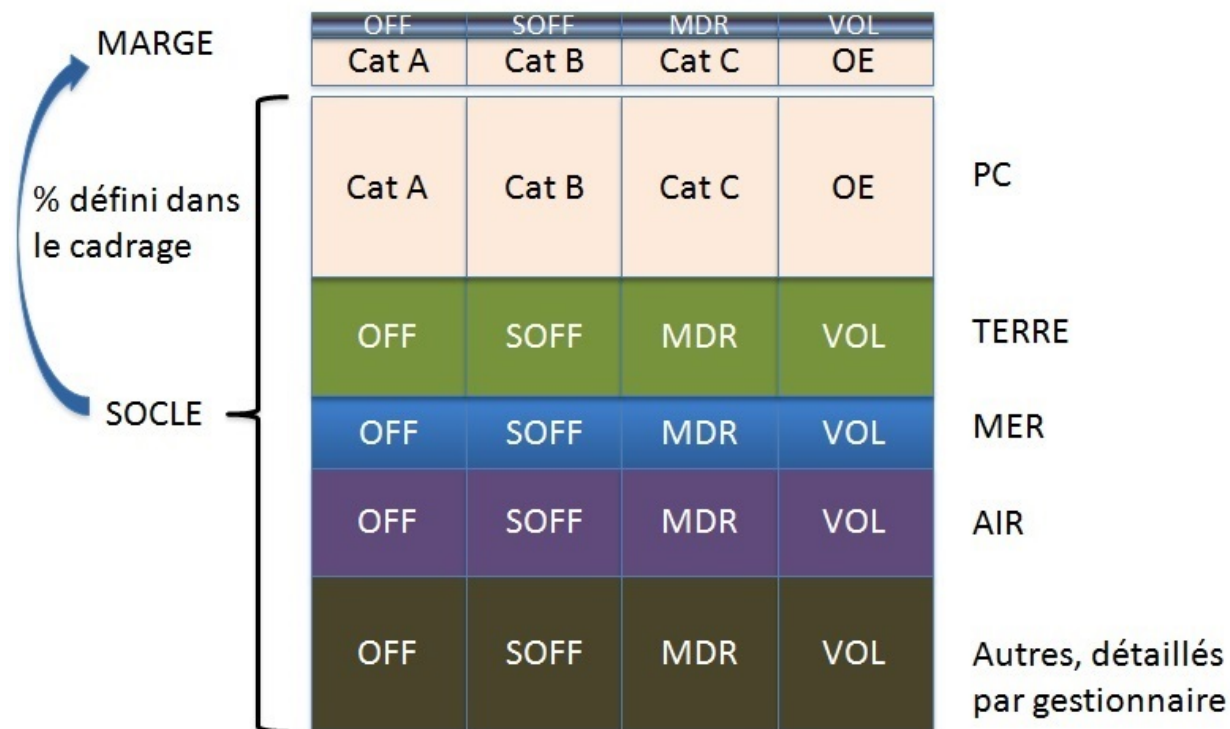 MARGE
OFF SOFF MDR VOL
Cat A Cat B Cat C OE
% défini dans
le cadrage
Cat A Cat B Cat C OE
PC
OFF SOFF MDR VOL
TERRE
SOCLE
OFF SOFF MDR VOL
MER
OFF SOFF MDR VOL
AIR
OFF SOFF MDR VOL
Autres, détaillés
par gestionnaire